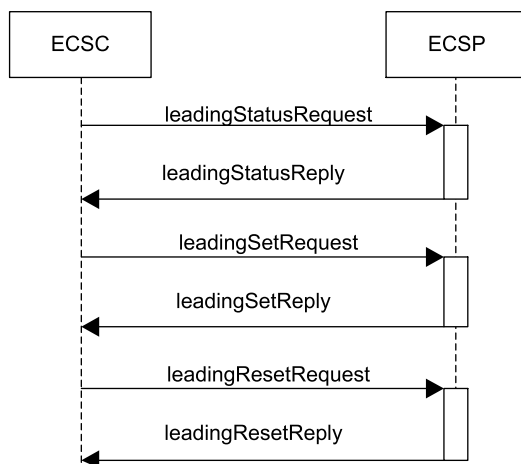 ECSC
ECSP
leadingStatusRequest
leadingStatusReply
leadingSetRequest
leadingSetReply
leadingResetRequest
leadingResetReply